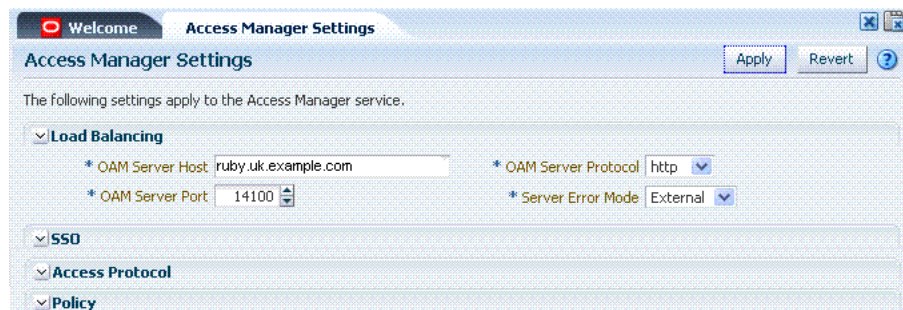 Welcome Access Manager Settings
Access Manager Settings Apply Revert ?
The following settings apply to the Access Manager service.
Load Balancing
* OAM Server Host ruby.uk.example.com * OAM Server Protocol http
* OAM Server Port 14100 * Server Error Mode External
SSO
Access Protocol
Policy